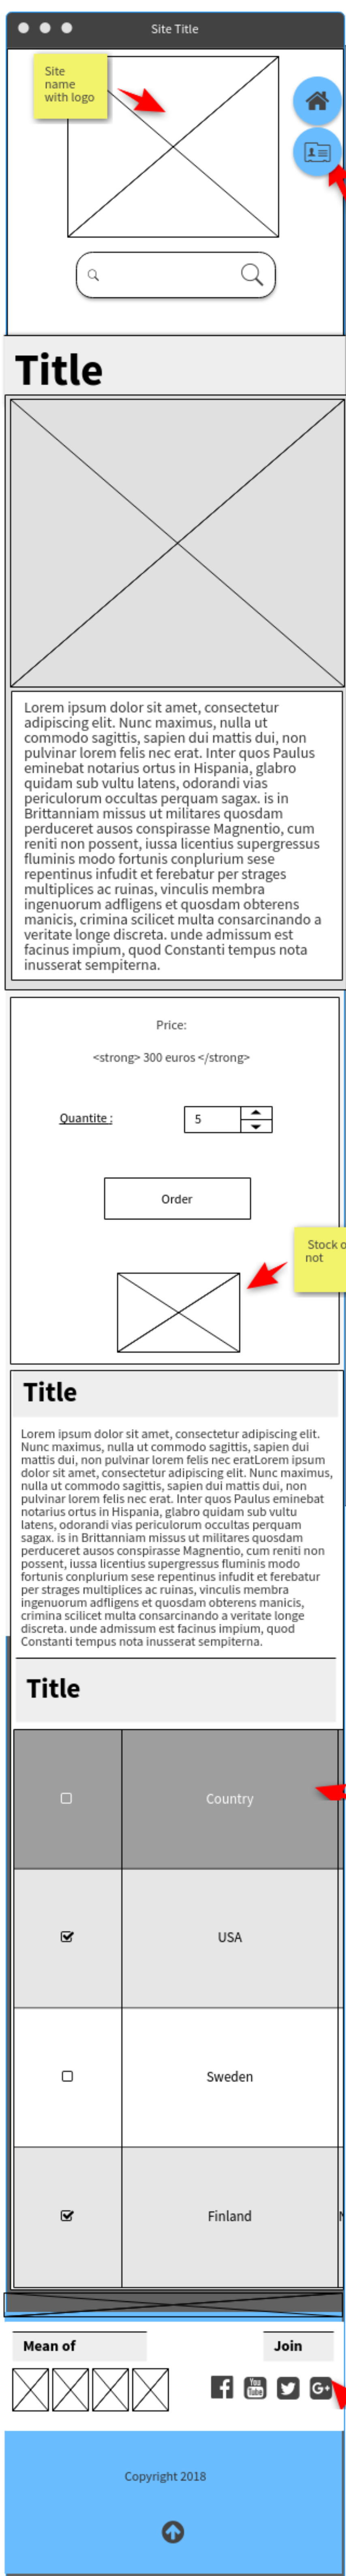 Site Title
Site
name
with logo
Title
Lorem ipsum dolor sit amet, consectetur
adipiscing elit. Nunc maximus, nulla ut
commodo sagittis, sapien dui mattis dui, non
pulvinar lorem felis nec erat. Inter quos Paulus
eminebat notarius ortus in Hispania, glabro
quidam sub vultu latens, odorandi vias
periculorum occultas perquam sagax. is in
Brittanniam missus ut militares quosdam
perduceret ausos conspirasse Magnentio, cum
reniti non possent, iussa licentius supergressus
fluminis modo fortunis conplurium sese
repentinus infudit et ferebatur per strages
multiplices ac ruinas, vinculis membra
ingenuorum adfligens et quosdam obterens
manicis, crimina scilicet multa consarcinando a
veritate longe discreta. unde admissum est
facinus impium, quod Constanti tempus nota
inusserat sempiterna.
Price:
<strong> 300 euros </strong>
Quantite :
5
Order
Stock o
not
Title
Lorem ipsum dolor sit amet, consectetur adipiscing elit.
Nunc maximus, nulla ut commodo sagittis, sapien dui
mattis dui, non pulvinar lorem felis nec eratLorem ipsum
dolor sit amet, consectetur adipiscing elit. Nunc maximus,
nulla ut commodo sagittis, sapien dui mattis dui, non
pulvinar lorem felis nec erat. Inter quos Paulus eminebat
notarius ortus in Hispania, glabro quidam sub vultu
latens, odorandi vias periculorum occultas perquam
sagax. is in Brittanniam missus ut militares quosdam
perduceret ausos conspirasse Magnentio, cum reniti non
possent, iussa licentius supergressus fluminis modo
fortunis conplurium sese repentinus infudit et ferebatur
per strages multiplices ac ruinas, vinculis membra
ingenuorum adfligens et quosdam obterens manicis,
crimina scilicet multa consarcinando a veritate longe
discreta. unde admissum est facinus impium, quod
Constanti tempus nota inusserat sempiterna.
Title
Country
USA
Sweden
Finland
Mean of
Join
You
Tube
G+
Copyright 2018